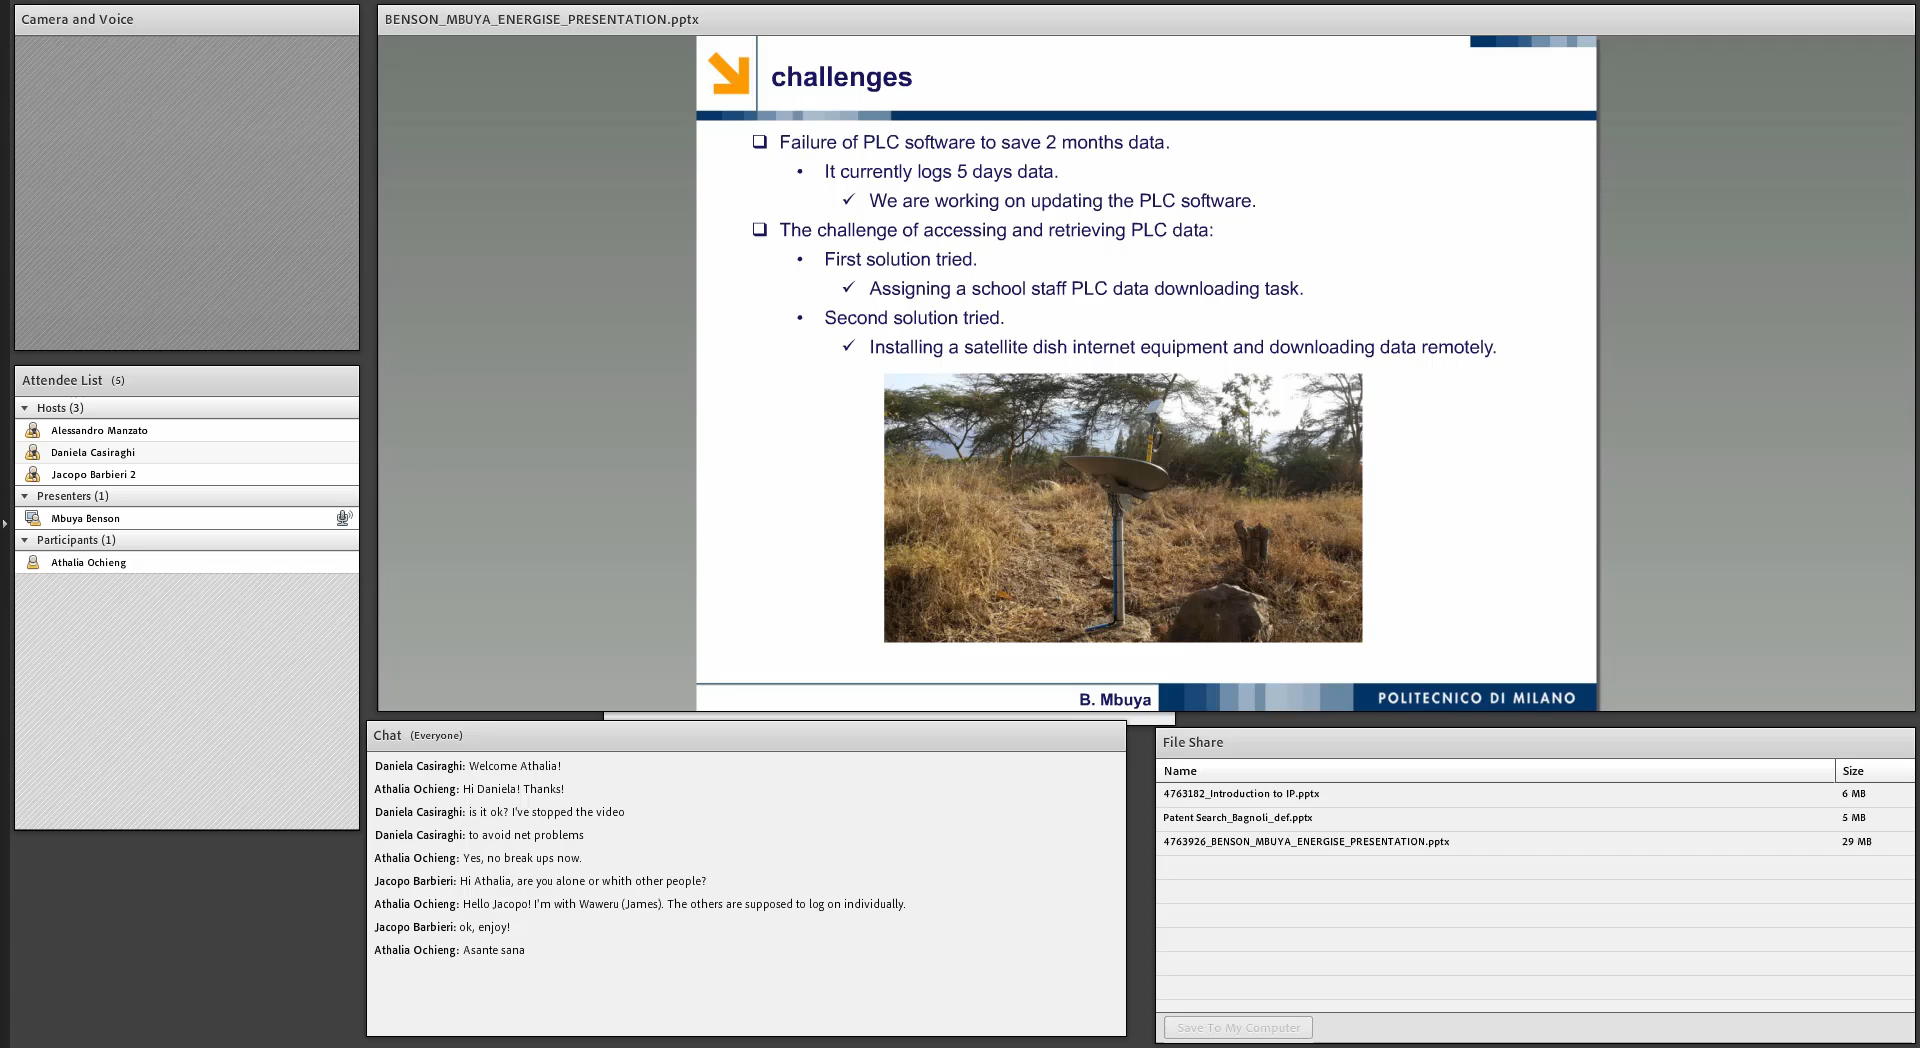 Camera and Voice
Attendee List (5)
Hosts (3)
Alessandro Manzato
Daniela Casiraghi
Jacopo Barbieri 2
Presenters (1)
Mbuya Benson
Participants (1)
Athalia Ochieng
BENSON_MBUYA_ENERGISE_PRESENTATION.pptx
challenges
Failure of PLC software to save 2 months data.
It currently logs 5 days data.
We are working on updating the PLC software.
The challenge of accessing and retrieving PLC data:
First solution tried.
Assigning a school staff PLC data downloading task.
Second solution tried.
Installing a satellite dish internet equipment and downloading data remotely.
B. Mbuya
POLITECNICO DI MILANO
Chat (Everyone)
Daniela Casiraghi: Welcome Athalia!
Athalia Ochieng: Hi Daniela! Thanks!
Daniela Casiraghi: is it ok? I've stopped the video
Daniela Casiraghi: to avoid net problems
Athalia Ochieng: Yes, no break ups now.
Jacopo Barbieri: Hi Athalia, are you alone or whith other people?
Athalia Ochieng: Hello Jacopo! I'm with Waweru (James). The others are supposed to log on individually.
Jacopo Barbieri: ok, enjoy!
Athalia Ochieng: Asante sana
File Share
Name Size
4763182_Introduction to IP.pptx 6 MB
Patent Search_Bagnoli_def.pptx 5 MB
4763926_BENSON_MBUYA_ENERGISE_PRESENTATION.pptx 29 MB
Save To My Computer